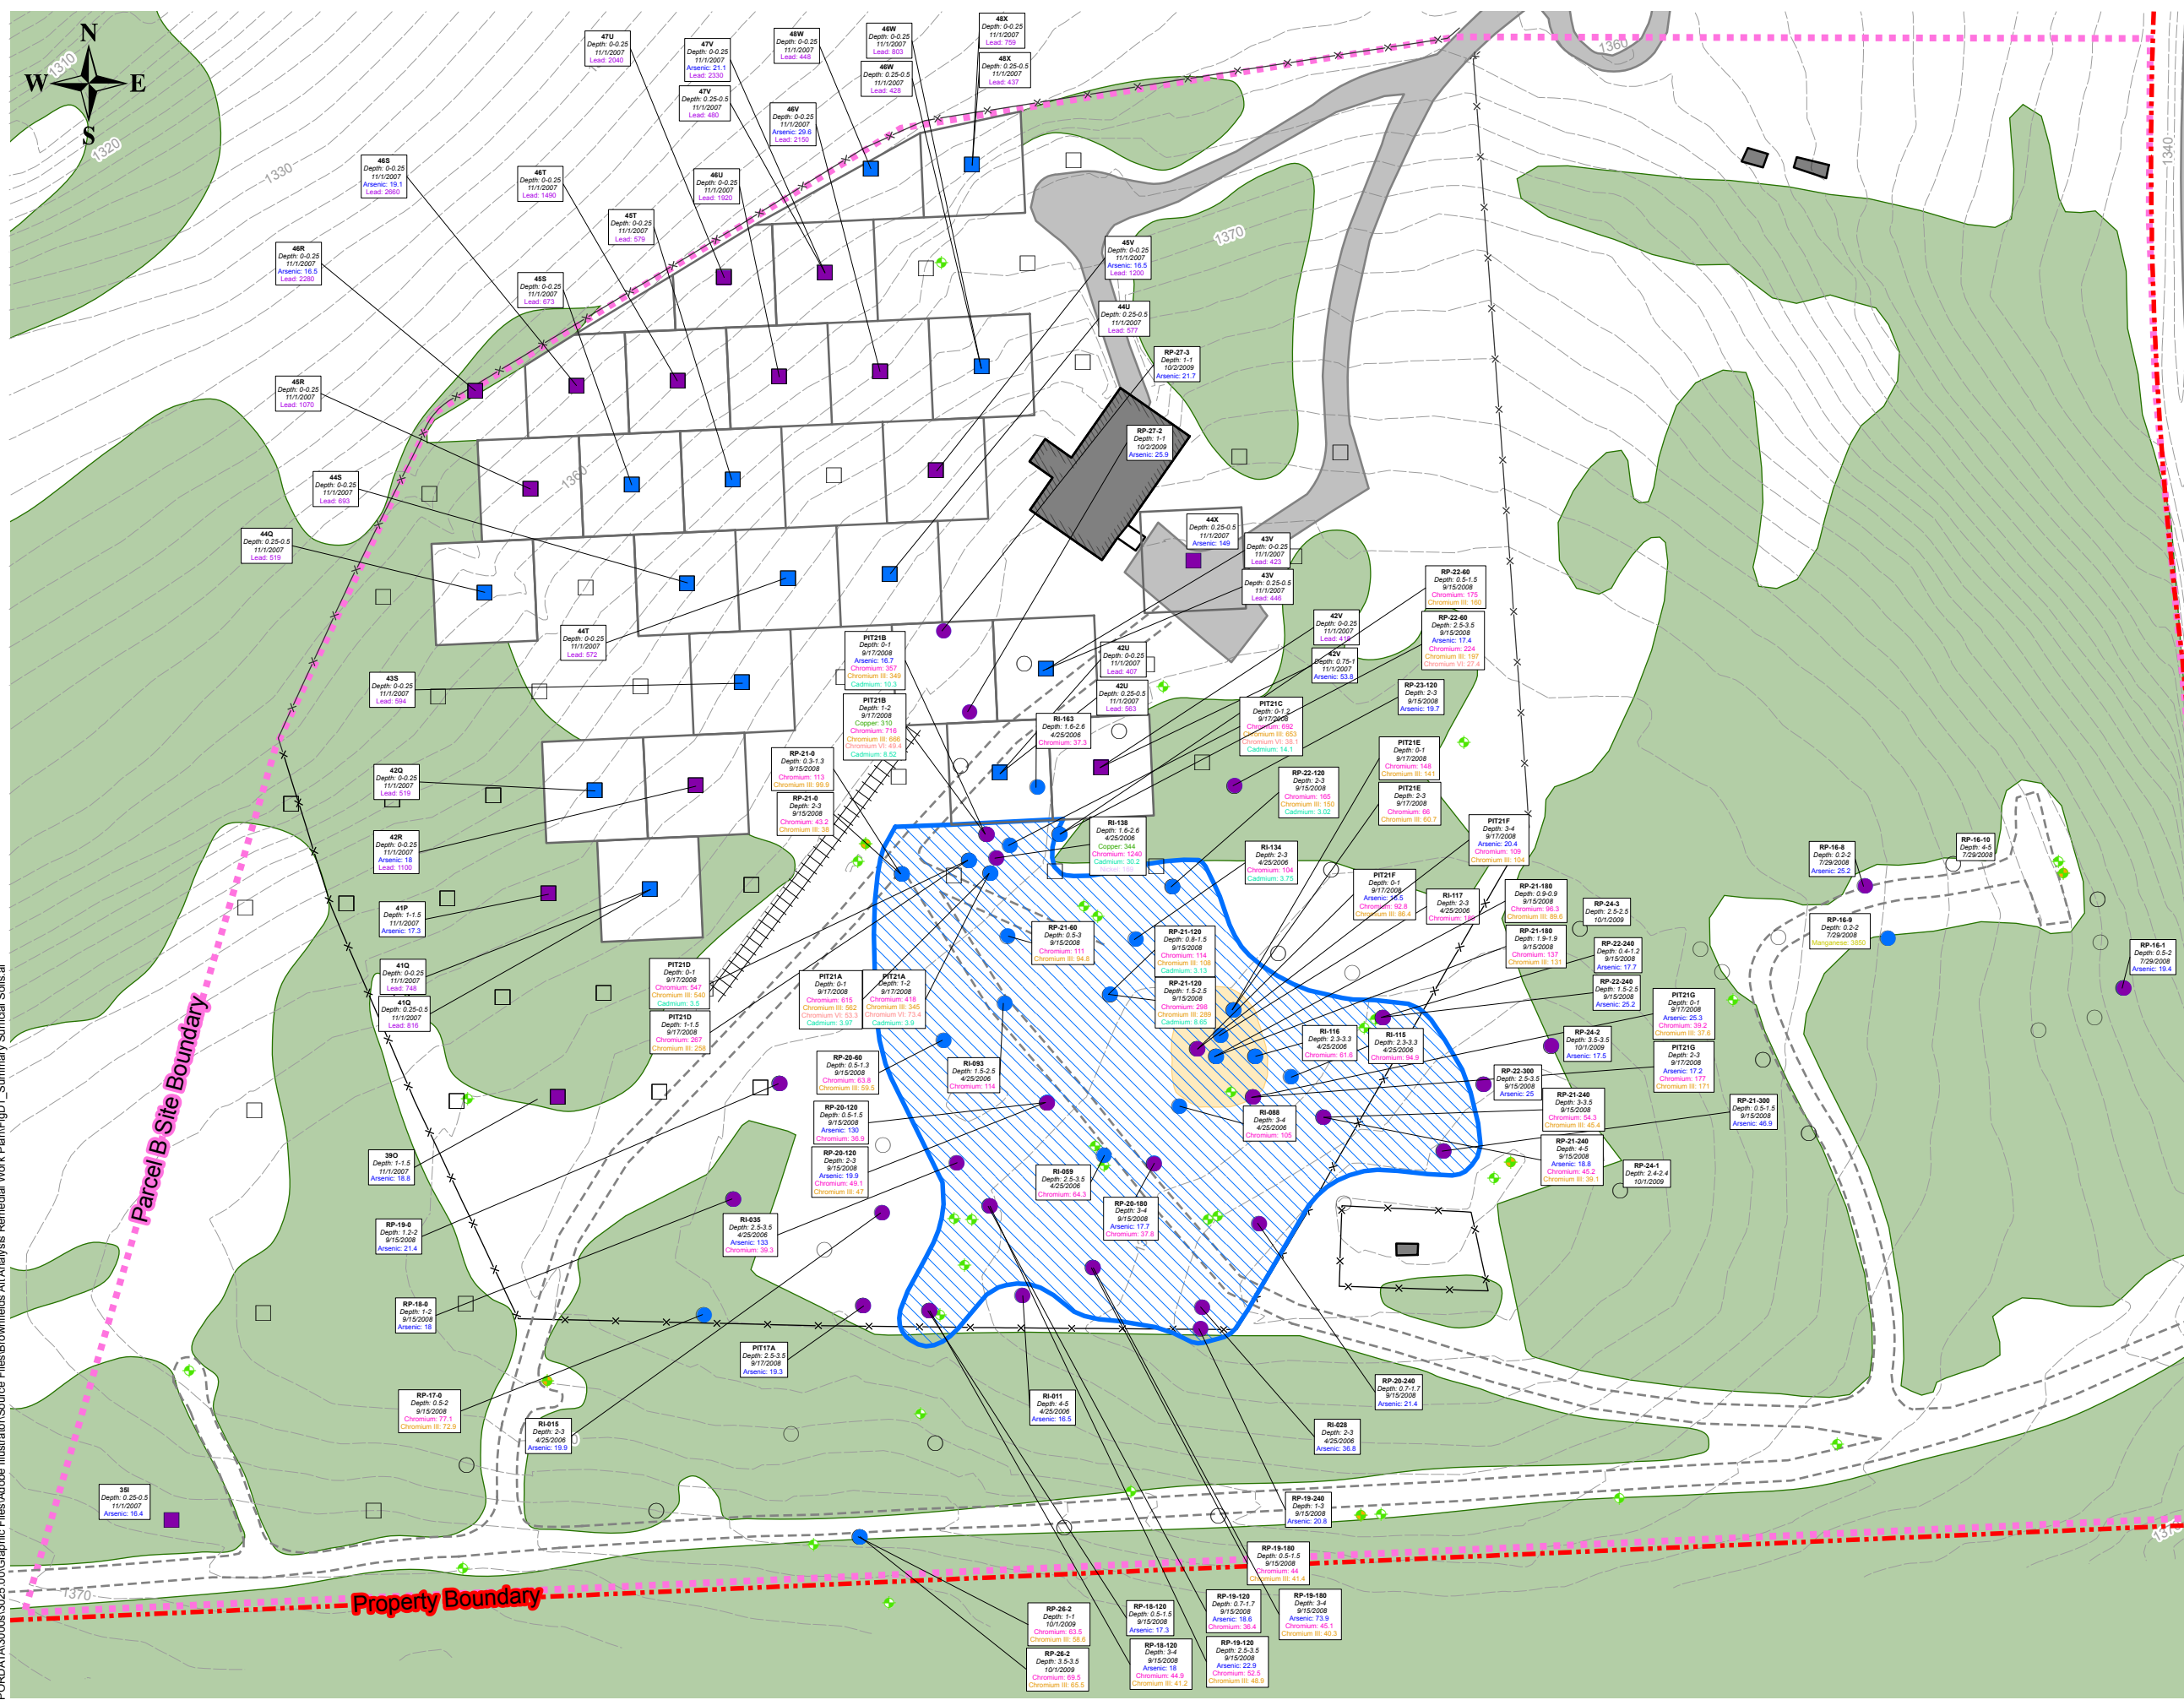 N
W
E
S
1310
1320
1330
1360
1370
1360
1340
1370
47U
Depth: 0-0.25
11/1/2007
Lead: 2040
47V
Depth: 0-0.25
11/1/2007
Arsenic: 21.1
Lead: 2330
47V
Depth: 0.25-0.5
11/1/2007
Lead: 480
48W
Depth: 0-0.25
11/1/2007
Lead: 448
46W
Depth: 0-0.25
11/1/2007
Lead: 803
46W
Depth: 0.25-0.5
11/1/2007
Lead: 428
48X
Depth: 0-0.25
11/1/2007
Lead: 759
48X
Depth: 0.25-0.5
11/1/2007
Lead: 437
46V
Depth: 0-0.25
11/1/2007
Arsenic: 29.6
Lead: 2150
46S
Depth: 0-0.25
11/1/2007
Arsenic: 19.1
Lead: 2660
46T
Depth: 0-0.25
11/1/2007
Lead: 1490
46U
Depth: 0-0.25
11/1/2007
Lead: 1920
45T
Depth: 0-0.25
11/1/2007
Lead: 579
46R
Depth: 0-0.25
11/1/2007
Arsenic: 16.5
Lead: 2280
45S
Depth: 0-0.25
11/1/2007
Lead: 673
45V
Depth: 0-0.25
11/1/2007
Arsenic: 16.5
Lead: 1200
44U
Depth: 0.25-0.5
11/1/2007
Lead: 577
RP-27-3
Depth: 1-1
10/2/2009
Arsenic: 21.7
45R
Depth: 0-0.25
11/1/2007
Lead: 1070
RP-27-2
Depth: 1-1
10/2/2009
Arsenic: 25.9
44S
Depth: 0-0.25
11/1/2007
Lead: 693
44Q
Depth: 0.25-0.5
11/1/2007
Lead: 519
44X
Depth: 0.25-0.5
11/1/2007
Arsenic: 149
43V
Depth: 0-0.25
11/1/2007
Lead: 423
43V
Depth: 0.25-0.5
11/1/2007
Lead: 446
RP-22-60
Depth: 0.5-1.5
9/15/2008
Chromium: 175
Chromium III: 160
RP-22-60
Depth: 2.5-3.5
9/15/2008
Arsenic: 17.4
Chromium: 224
Chromium III: 197
Chromium VI: 27.4
42V
Depth: 0-0.25
11/1/2007
42V
Depth: 0.75-1
11/1/2007
Arsenic: 53.8
44T
Depth: 0-0.25
11/1/2007
Lead: 572
PIT21B
Depth: 0-1
9/17/2008
Arsenic: 16.7
Chromium: 357
Chromium III: 349
Cadmium: 10.3
42U
Depth: 0-0.25
11/1/2007
Lead: 407
42U
Depth: 0.25-0.5
11/1/2007
Lead: 563
43S
Depth: 0-0.25
11/1/2007
Lead: 594
PIT21B
Depth: 1-2
9/17/2008
Copper: 310
Chromium: 716
Chromium III: 666
Chromium VI: 49.4
Cadmium: 8.52
RP-23-120
Depth: 2-3
9/15/2008
Arsenic: 19.7
PIT21C
Depth: 0-1.2
9/17/2008
Chromium: 692
Chromium III: 653
Chromium VI: 38.1
Cadmium: 14.1
RI-163
Depth: 1.6-2.6
4/25/2006
Chromium: 37.3
RP-21-0
Depth: 0.3-1.3
9/15/2008
Chromium: 113
Chromium III: 99.8
RP-21-0
Depth: 2-3
9/15/2008
Chromium: 43.2
Chromium III: 38
PIT21E
Depth: 0-1
9/17/2008
Chromium: 148
Chromium III: 141
PIT21E
Depth: 2-3
9/17/2008
Chromium: 66
Chromium III: 60.7
RP-22-120
Depth: 2-3
9/15/2008
Chromium: 165
Chromium III: 150
Cadmium: 3.02
42Q
Depth: 0-0.25
11/1/2007
Lead: 519
42R
Depth: 0-0.25
11/1/2007
Arsenic: 18
Lead: 1100
RI-138
Depth: 1.6-2.6
4/25/2006
Copper: 344
Chromium: 1240
Cadmium: 30.2
RI-134
Depth: 2-3
4/25/2006
Chromium: 104
Cadmium: 3.75
PIT21F
Depth: 3-4
9/17/2008
Arsenic: 20.4
Chromium: 109
Chromium III: 104
PIT21F
Depth: 0-1
9/17/2008
Arsenic: 16.5
Chromium: 92.8
Chromium III: 86.4
RI-117
Depth: 2-3
4/25/2006
RP-21-180
Depth: 0.9-0.9
9/15/2008
Chromium: 96.3
Chromium III: 89.6
RP-21-180
Depth: 1.9-1.9
9/15/2008
Chromium: 137
Chromium III: 131
RP-24-3
Depth: 2.5-2.5
10/1/2009
RP-16-8
Depth: 0.2-2
7/29/2008
Arsenic: 25.2
RP-16-10
Depth: 4-5
7/29/2008
RP-16-9
Depth: 0.2-2
7/29/2008
Manganese: 3850
RP-16-1
Depth: 0.5-2
7/29/2008
Arsenic: 19.4
41P
Depth: 1-1.5
11/1/2007
Arsenic: 17.3
RP-21-60
Depth: 0.5-3
9/15/2008
Chromium: 111
Chromium III: 94.8
RP-21-120
Depth: 0.8-1.5
9/15/2008
Chromium: 114
Chromium III: 108
Cadmium: 3.13
RP-21-120
Depth: 1.5-2.5
9/15/2008
Chromium: 298
Chromium III: 289
Cadmium: 8.65
RP-22-240
Depth: 0.4-1.2
9/15/2008
Arsenic: 17.7
RP-22-240
Depth: 1.5-2.5
9/15/2008
Arsenic: 25.2
41Q
Depth: 0-0.25
11/1/2007
Lead: 748
41Q
Depth: 0.25-0.5
11/1/2007
Lead: 816
PIT21D
Depth: 0-1
9/17/2008
Chromium: 547
Chromium III: 540
Cadmium: 3.5
PIT21D
Depth: 1-1.5
9/17/2008
Chromium: 267
Chromium III: 258
PIT21A
Depth: 0-1
9/17/2008
Chromium: 615
Chromium III: 562
Chromium VI: 53.3
Cadmium: 3.97
PIT21A
Depth: 1-2
9/17/2008
Chromium: 418
Chromium III: 345
Chromium VI: 73.4
Cadmium: 3.9
PIT21G
Depth: 0-1
9/17/2008
Arsenic: 25.3
Chromium: 39.2
Chromium III: 37.6
PIT21G
Depth: 2-3
9/17/2008
Arsenic: 17.2
Chromium: 177
Chromium III: 171
RP-24-2
Depth: 3.5-3.5
10/1/2009
Arsenic: 17.5
RI-116
Depth: 2.3-3.3
4/25/2006
Chromium: 61.6
RI-115
Depth: 2.3-3.3
4/25/2006
Chromium: 94.9
RP-20-60
Depth: 0.5-1.3
9/15/2008
Chromium: 63.8
Chromium III: 59.5
RI-093
Depth: 1.5-2.5
4/25/2006
Chromium: 114
RP-22-300
Depth: 2.5-3.5
9/15/2008
Arsenic: 25
RP-21-240
Depth: 3-3.5
9/15/2008
Chromium: 54.3
Chromium III: 45.4
RP-21-300
Depth: 0.5-1.5
9/15/2008
Arsenic: 46.9
RP-20-120
Depth: 0.5-1.5
9/15/2008
Arsenic: 130
Chromium: 36.9
RI-088
Depth: 3-4
4/25/2006
Chromium: 105
RP-21-240
Depth: 4-5
9/15/2008
Arsenic: 18.8
Chromium: 45.2
Chromium III: 39.1
RP-20-120
Depth: 2-3
9/15/2008
Arsenic: 19.9
Chromium: 49.1
Chromium III: 47
39O
Depth: 1-1.5
11/1/2007
Arsenic: 18.8
RI-059
Depth: 2.5-3.5
4/25/2006
Chromium: 64.3
RP-24-1
Depth: 2.4-2.4
10/1/2009
RP-20-180
Depth: 3-4
9/15/2008
Arsenic: 17.7
Chromium: 37.8
RP-19-0
Depth: 1.2-2
9/15/2008
Arsenic: 21.4
RI-035
Depth: 2.5-3.5
4/25/2006
Arsenic: 133
Chromium: 39.3
RP-18-0
Depth: 1-2
9/15/2008
Arsenic: 18
PIT17A
Depth: 2.5-3.5
9/17/2008
Arsenic: 19.3
RP-17-0
Depth: 0.5-2
9/15/2008
Chromium: 77.1
Chromium III: 72.9
RI-015
Depth: 2-3
4/25/2006
Arsenic: 19.9
RI-011
Depth: 4-5
4/25/2006
Arsenic: 16.5
RP-20-240
Depth: 0.7-1.7
9/15/2008
Arsenic: 21.4
RI-028
Depth: 2-3
4/25/2006
Arsenic: 36.8
35I
Depth: 0.25-0.5
11/1/2007
Arsenic: 16.4
RP-19-240
Depth: 1-3
9/15/2008
Arsenic: 20.8
RP-19-180
Depth: 0.5-1.5
9/15/2008
Chromium: 44
Chromium III: 41.4
RP-19-180
Depth: 3-4
9/15/2008
Arsenic: 73.9
Chromium: 45.1
Chromium III: 40.3
RP-19-120
Depth: 0.7-1.7
9/15/2008
Arsenic: 18.6
Chromium: 36.4
RP-19-120
Depth: 2.5-3.5
9/15/2008
Arsenic: 22.9
Chromium: 52.5
Chromium III: 48.9
RP-18-120
Depth: 0.5-1.5
9/15/2008
Arsenic: 17.3
RP-18-120
Depth: 3-4
9/15/2008
Arsenic: 18
Chromium: 44.9
Chromium III: 41.2
RP-26-2
Depth: 1-1
10/1/2009
Chromium: 63.5
Chromium III: 58.6
RP-26-2
Depth: 3.5-3.5
10/1/2009
Chromium: 69.5
Chromium III: 65.5
Parcel B Site Boundary
Property Boundary
1370